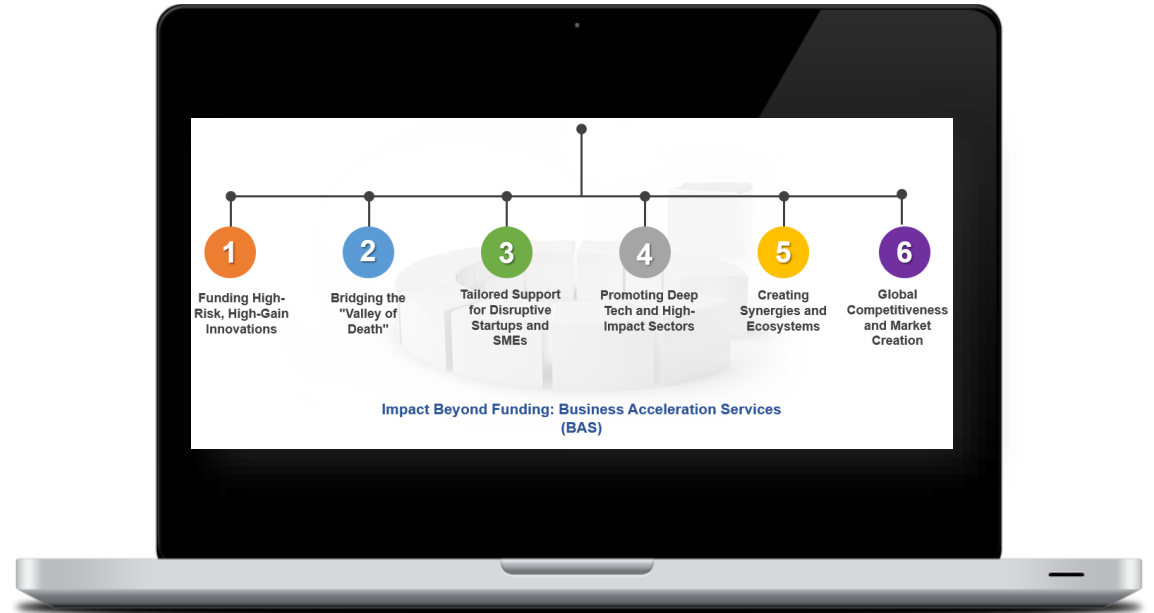 1
2
3
4
5
6
Funding High-
Risk, High-Gain
Innovations
Bridging the
"Valley of
Death"
Tailored Support
for Disruptive
Startups and
SMEs
Promoting Deep
Tech and High-
Impact Sectors
Creating
Synergies and
Ecosystems
Global
Competitiveness
and Market
Creation
Impact Beyond Funding: Business Acceleration Services
(BAS)